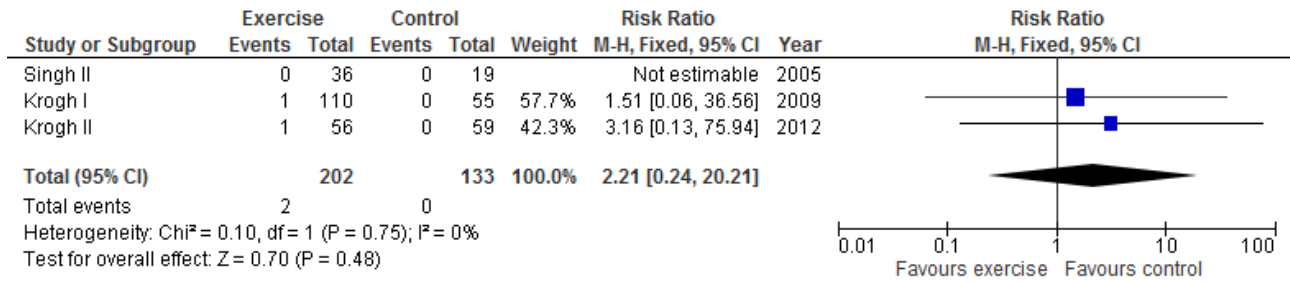 Exercise Control Risk Ratio Risk Ratio
Study or Subgroup Events Total Events Total Weight M-H, Fixed, 95% CI Year M-H, Fixed, 95% CI
Singh II 0 36 0 19 Not estimable 2005
Krogh I 1 110 0 55 57.7% 1.51 [0.06, 36.56] 2009
Krogh II 1 56 0 59 42.3% 3.16 [0.13, 75.94] 2012
Total (95% CI) 202 133 100.0% 2.21 [0.24, 20.21]
Total events 2 0
Heterogeneity: Chi² = 0.10, df = 1 (P = 0.75); I² = 0%
Test for overall effect: Z = 0.70 (P = 0.48)
0.01 0.1 1 10 100
Favours exercise Favours control